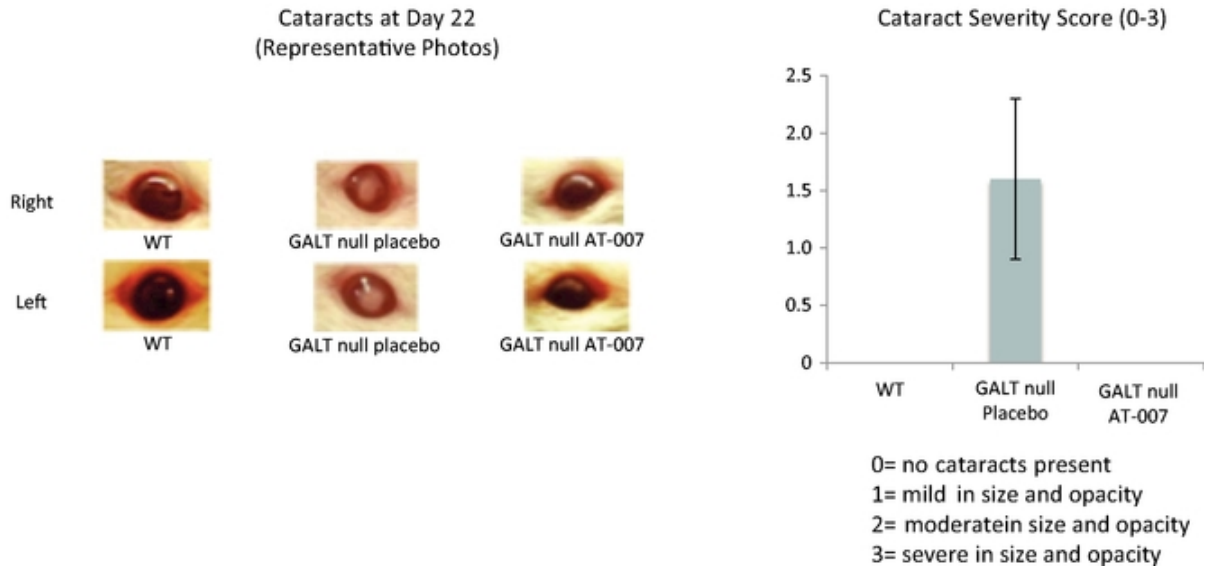 Cataracts at Day 22
(Representative Photos)
Right
WT
GALT null placebo
GALT null AT-007
Left
WT
GALT null placebo
GALT null AT-007
Cataract Severity Score (0-3)
2.5
2.0
1.5
1.0
0.5
0
WT
GALT null
Placebo
GALT null
AT-007
0= no cataracts present
1= mild in size and opacity
2= moderatein size and opacity
3= severe in size and opacity